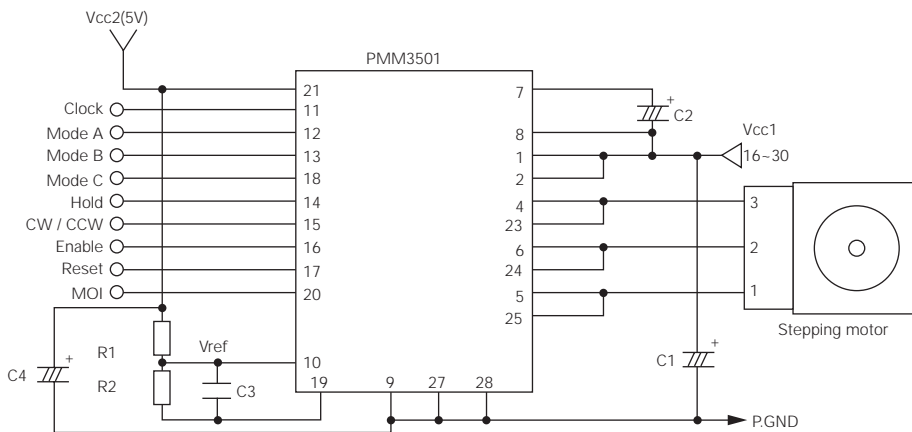 Vcc2(5V)
PMM3501
Clock
Mode A
Mode B
Mode C
Hold
CW / CCW
Enable
Reset
MOI
21
11
12
13
18
14
15
16
17
20
10
19
9
27
28
7
8
1
2
4
23
6
24
5
25
+
C2
Vcc1
16~30
3
2
1
Stepping motor
R1
R2
Vref
C3
+
C4
C1
+
P.GND